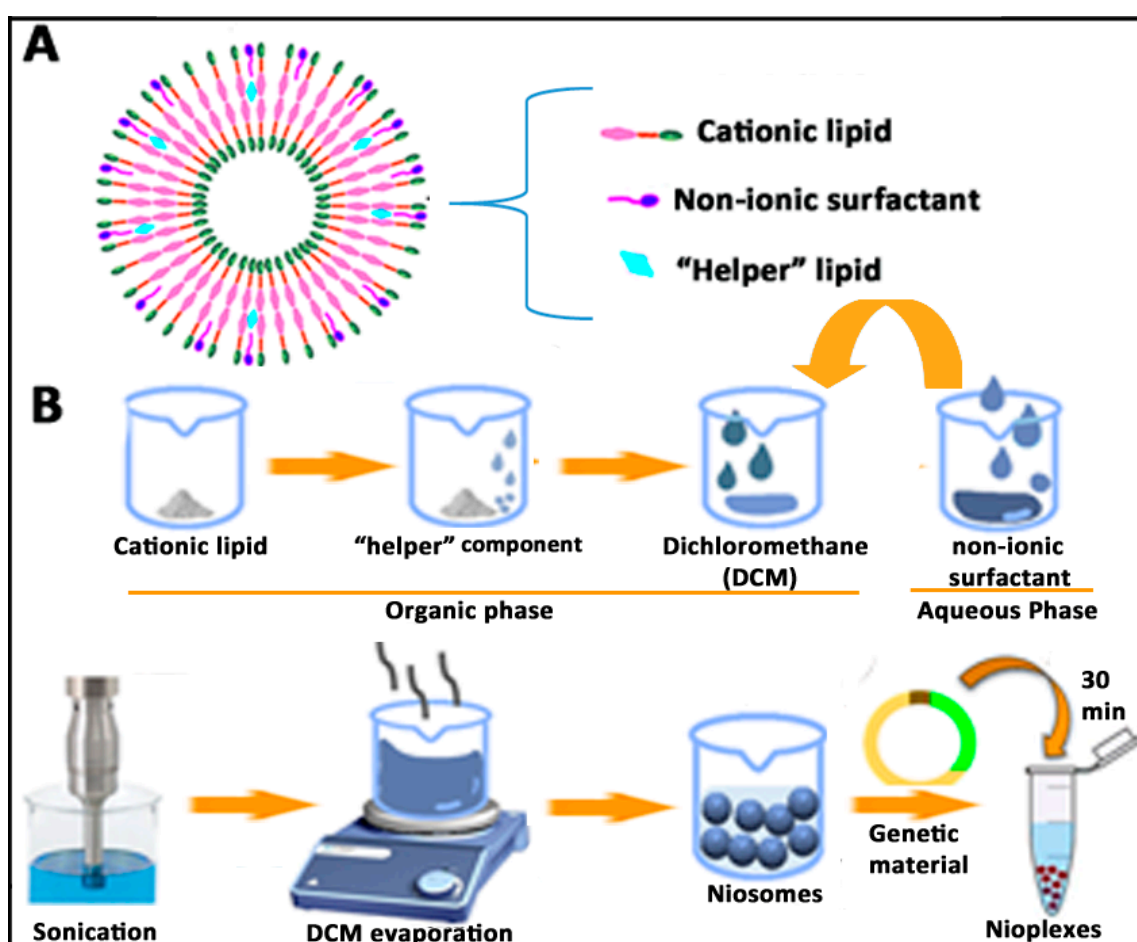 A
Cationic lipid
Non-ionic surfactant
“Helper” lipid
B
Cationic lipid
“helper” component
Dichloromethane
(DCM)
non-ionic
surfactant
Organic phase
Aqueous Phase
30
min
Genetic
material
Sonication
DCM evaporation
Niosomes
Nioplexes